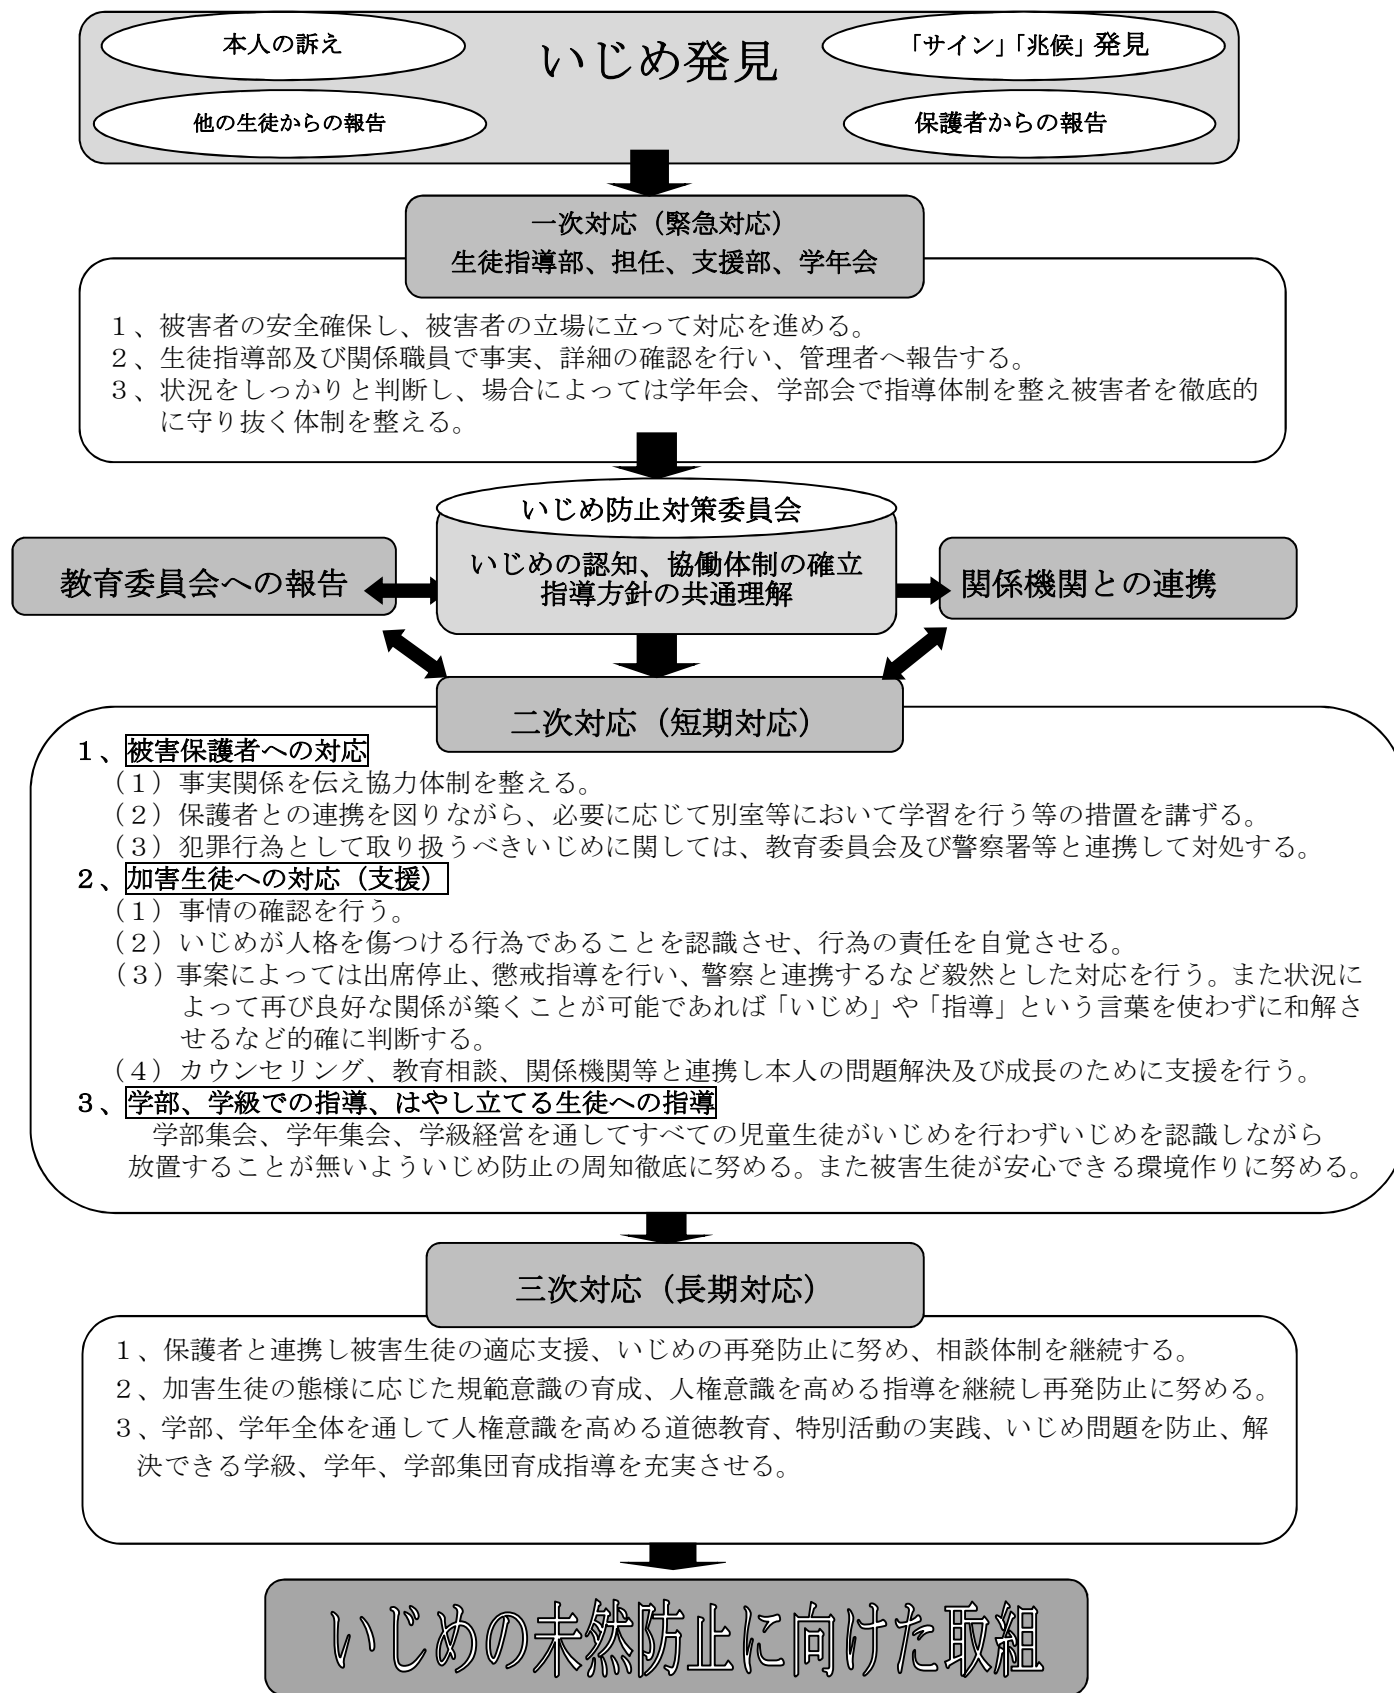 本人の訴え
いじめ発見
「サイン」「兆候」発見
他の生徒からの報告
保護者からの報告
一次対応（緊急対応）
生徒指導部、担任、支援部、学年会
１、被害者の安全確保し、被害者の立場に立って対応を進める。
２、生徒指導部及び関係職員で事実、詳細の確認を行い、管理者へ報告する。
３、状況をしっかりと判断し、場合によっては学年会、学部会で指導体制を整え被害者を徹底的
に守り抜く体制を整える。
いじめ防止対策委員会
いじめの認知、協働体制の確立
指導方針の共通理解
教育委員会への報告
関係機関との連携
二次対応（短期対応）
１、被害保護者への対応
（１）事実関係を伝え協力体制を整える。
（２）保護者との連携を図りながら、必要に応じて別室等において学習を行う等の措置を講ずる。
（３）犯罪行為として取り扱うべきいじめに関しては、教育委員会及び警察署等と連携して対処する。
２、加害生徒への対応（支援）
（１）事情の確認を行う。
（２）いじめが人格を傷つける行為であることを認識させ、行為の責任を自覚させる。
（３）事案によっては出席停止、懲戒指導を行い、警察と連携するなど毅然とした対応を行う。また状況に
よって再び良好な関係が築くことが可能であれば「いじめ」や「指導」という言葉を使わずに和解さ
せるなど的確に判断する。
（４）カウンセリング、教育相談、関係機関等と連携し本人の問題解決及び成長のために支援を行う。
３、学部、学級での指導、はやし立てる生徒への指導
学部集会、学年集会、学級経営を通してすべての児童生徒がいじめを行わずいじめを認識しながら
放置することが無いよういじめ防止の周知徹底に努める。また被害生徒が安心できる環境作りに努める。
三次対応（長期対応）
１、保護者と連携し被害生徒の適応支援、いじめの再発防止に努め、相談体制を継続する。
２、加害生徒の態様に応じた規範意識の育成、人権意識を高める指導を継続し再発防止に努める。
３、学部、学年全体を通して人権意識を高める道徳教育、特別活動の実践、いじめ問題を防止、解
決できる学級、学年、学部集団育成指導を充実させる。
いじめの未然防止に向けた取組